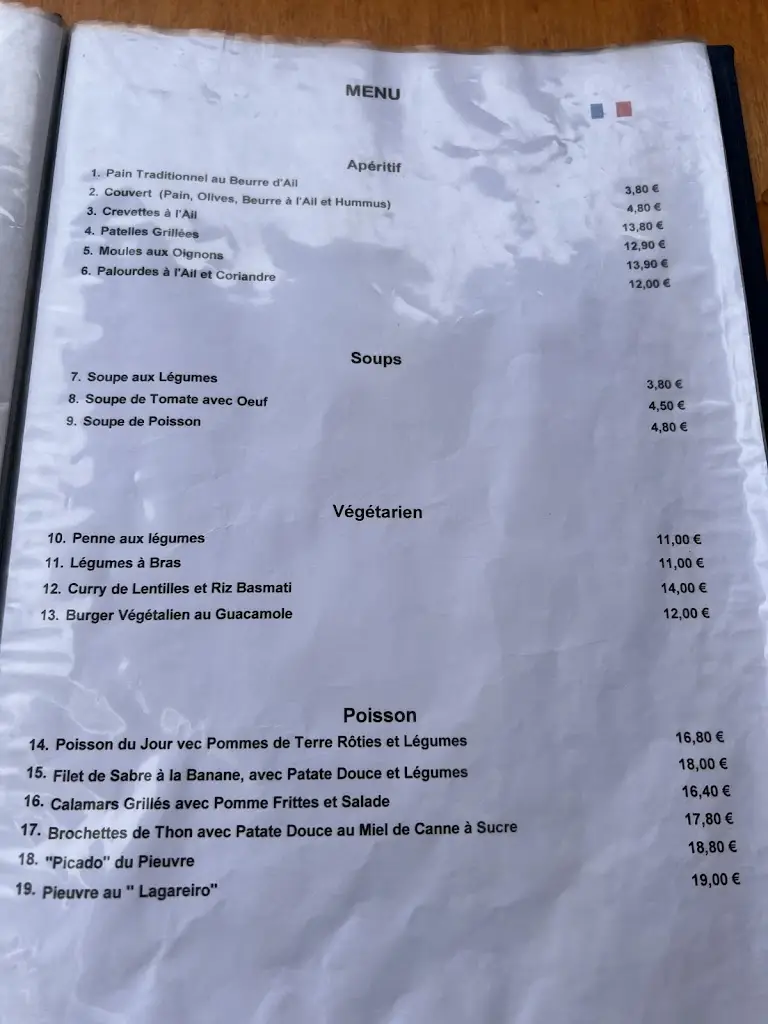 MENU
Apéritif
1. Pain Traditionnel au Beurre d'Ail 3,80 €
2. Couvert (Pain, Olives, Beurre à l'Ail et Hummus) 4,80 €
3. Crevettes à l'Ail 13,80 €
4. Patelles Grillées 12,90 €
5. Moules aux Oignons 13,90 €
6. Palourdes à l'Ail et Coriandre 12,00 €
Soups
7. Soupe aux Légumes 3,80 €
8. Soupe de Tomate avec Oeuf 4,50 €
9. Soupe de Poisson 4,80 €
Végétarien
10. Penne aux légumes 11,00 €
11. Légumes à Bras 11,00 €
12. Curry de Lentilles et Riz Basmati 14,00 €
13. Burger Végétalien au Guacamole 12,00 €
Poisson
14. Poisson du Jour vec Pommes de Terre Rôties et Légumes 16,80 €
15. Filet de Sabre à la Banane, avec Patate Douce et Légumes 18,00 €
16. Calamars Grillés avec Pomme Frittes et Salade 16,40 €
17. Brochettes de Thon avec Patate Douce au Miel de Canne à Sucre 17,80 €
18. "Picado" du Pieuvre 18,80 €
19. Pieuvre au " Lagareiro" 19,00 €